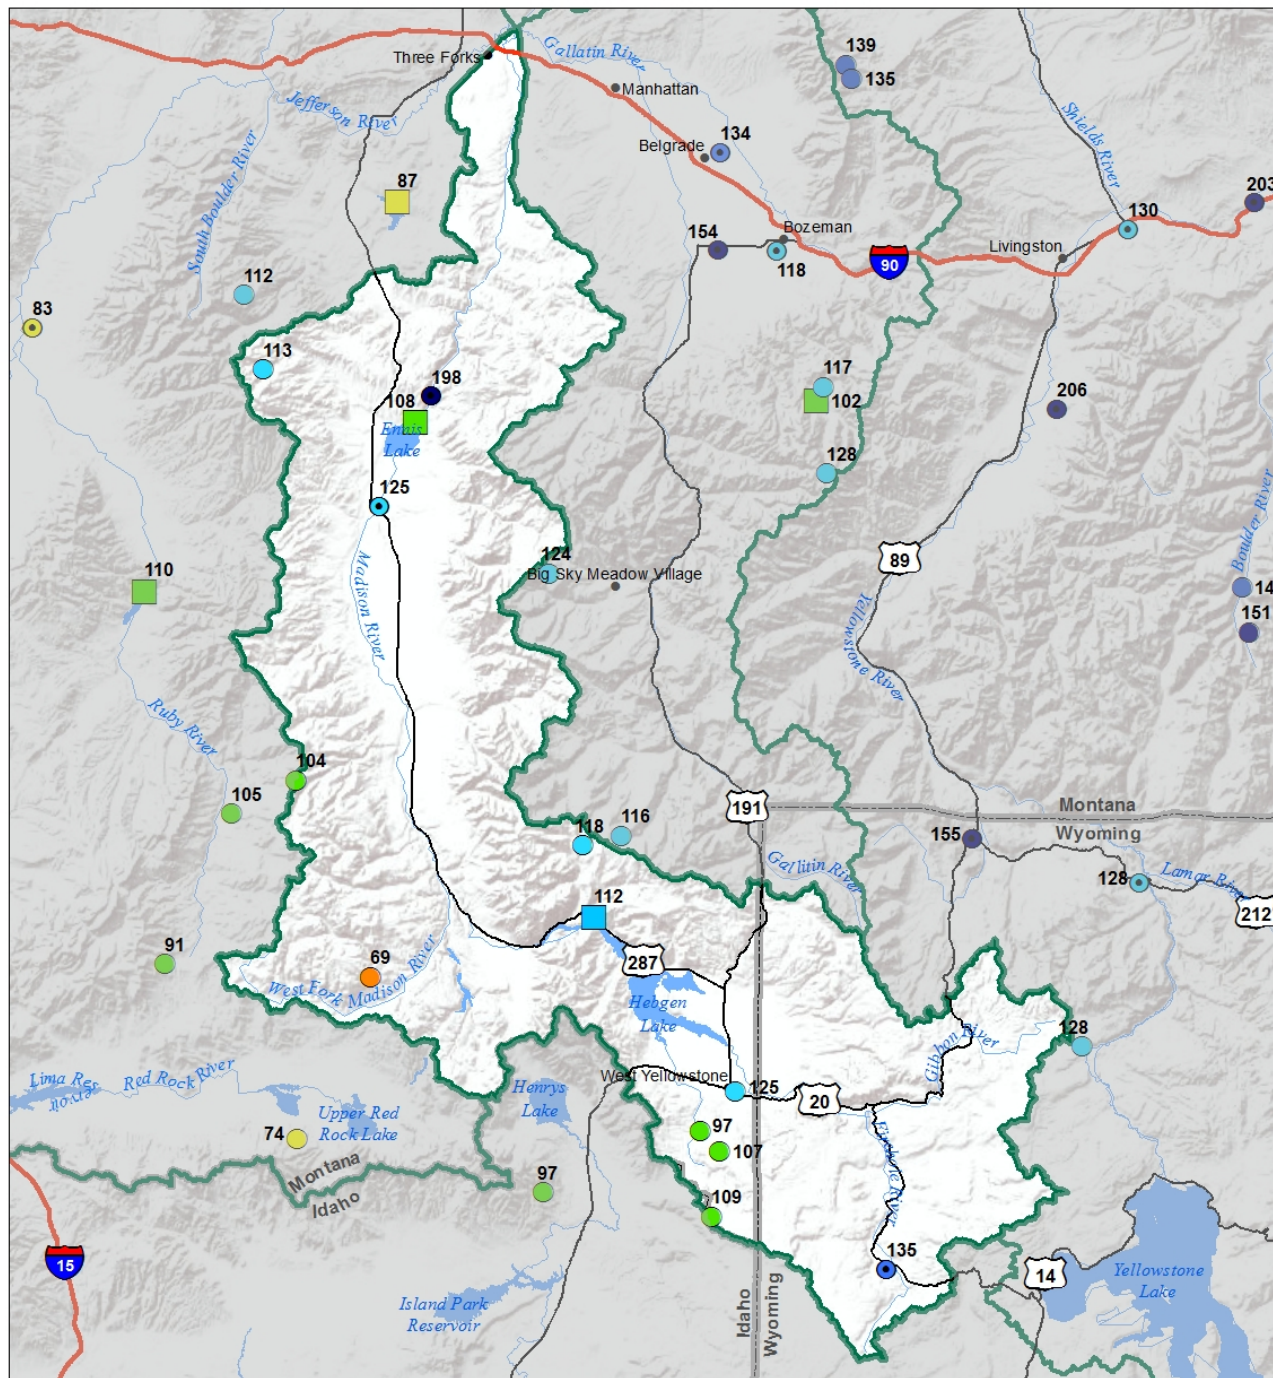 Three Forks
Gallatin River
139
135
Manhattan
Jefferson River
Shields River
134
Belgrade
South Boulder River
87
203
130
154
Bozeman
Livingston
118
90
112
83
113
117
198
102
206
108
Ennis
Lake
128
125
Boulder River
124
89
Big Sky Meadow Village
110
14
Madison River
Yellowstone River
151
Ruby River
104
105
191
Montana
Wyoming
116
118
155
Gallitin River
Lamar River
128
112
212
91
69
287
West Fork Madison River
Hebgen
Lake
Gibbon River
128
Lima Res
ervoir
Red Rock River
West Yellowstone
125
Henrys
Lake
20
Upper Red
Rock Lake
97
Firehole River
74
107
Montana
Idaho
97
109
135
15
14
Yellowstone
Lake
Island Park
Reservoir
Idaho
Wyoming